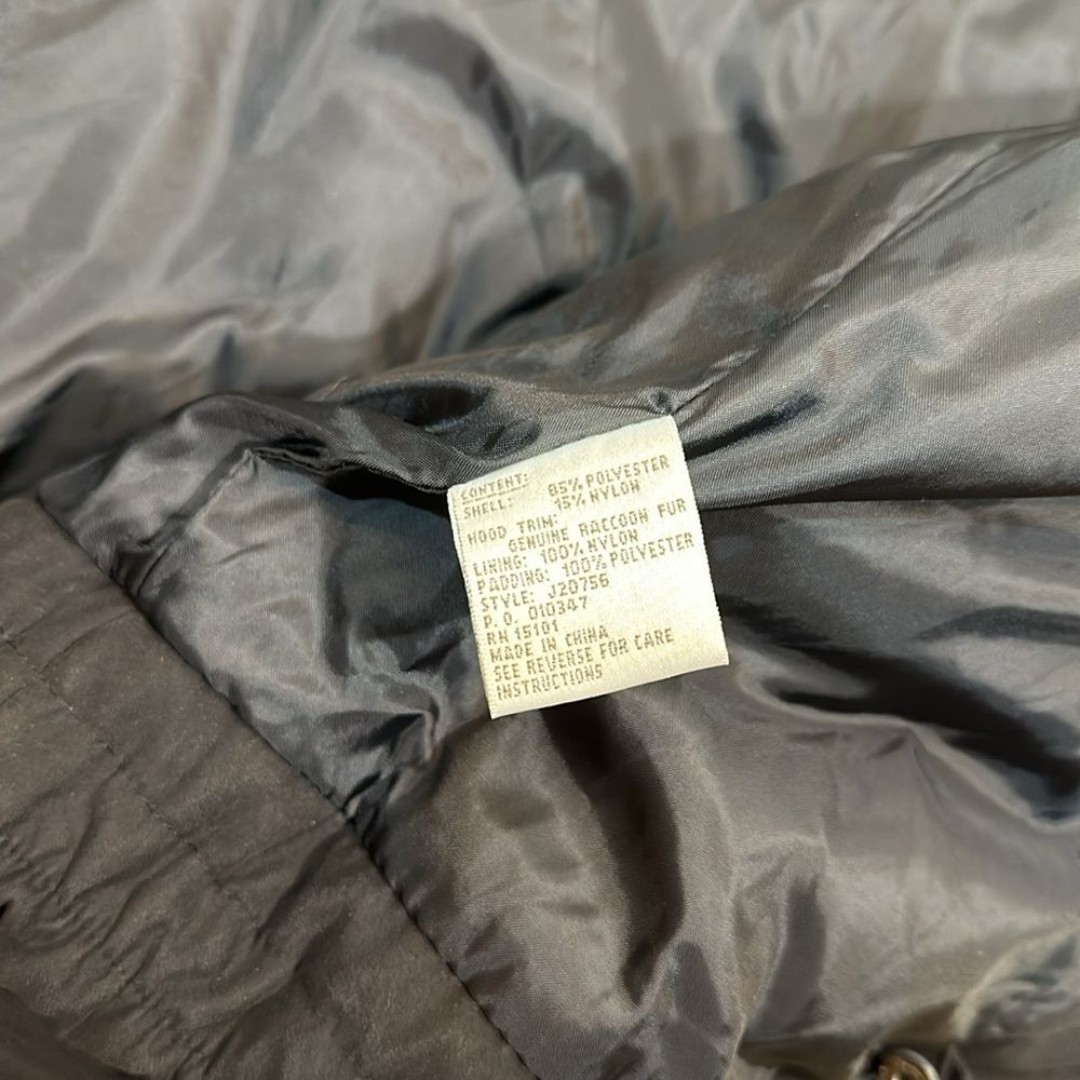 CONTENT:
SHELL: 85% POLYESTER
15% NYLON
HOOD TRIM:
GENUINE RACCOON FUR
LINING: 100% NYLON
PADDING: 100% POLYESTER
STYLE: J20756
P.O. 010347
RN 15101
MADE IN CHINA
SEE REVERSE FOR CARE
INSTRUCTIONS